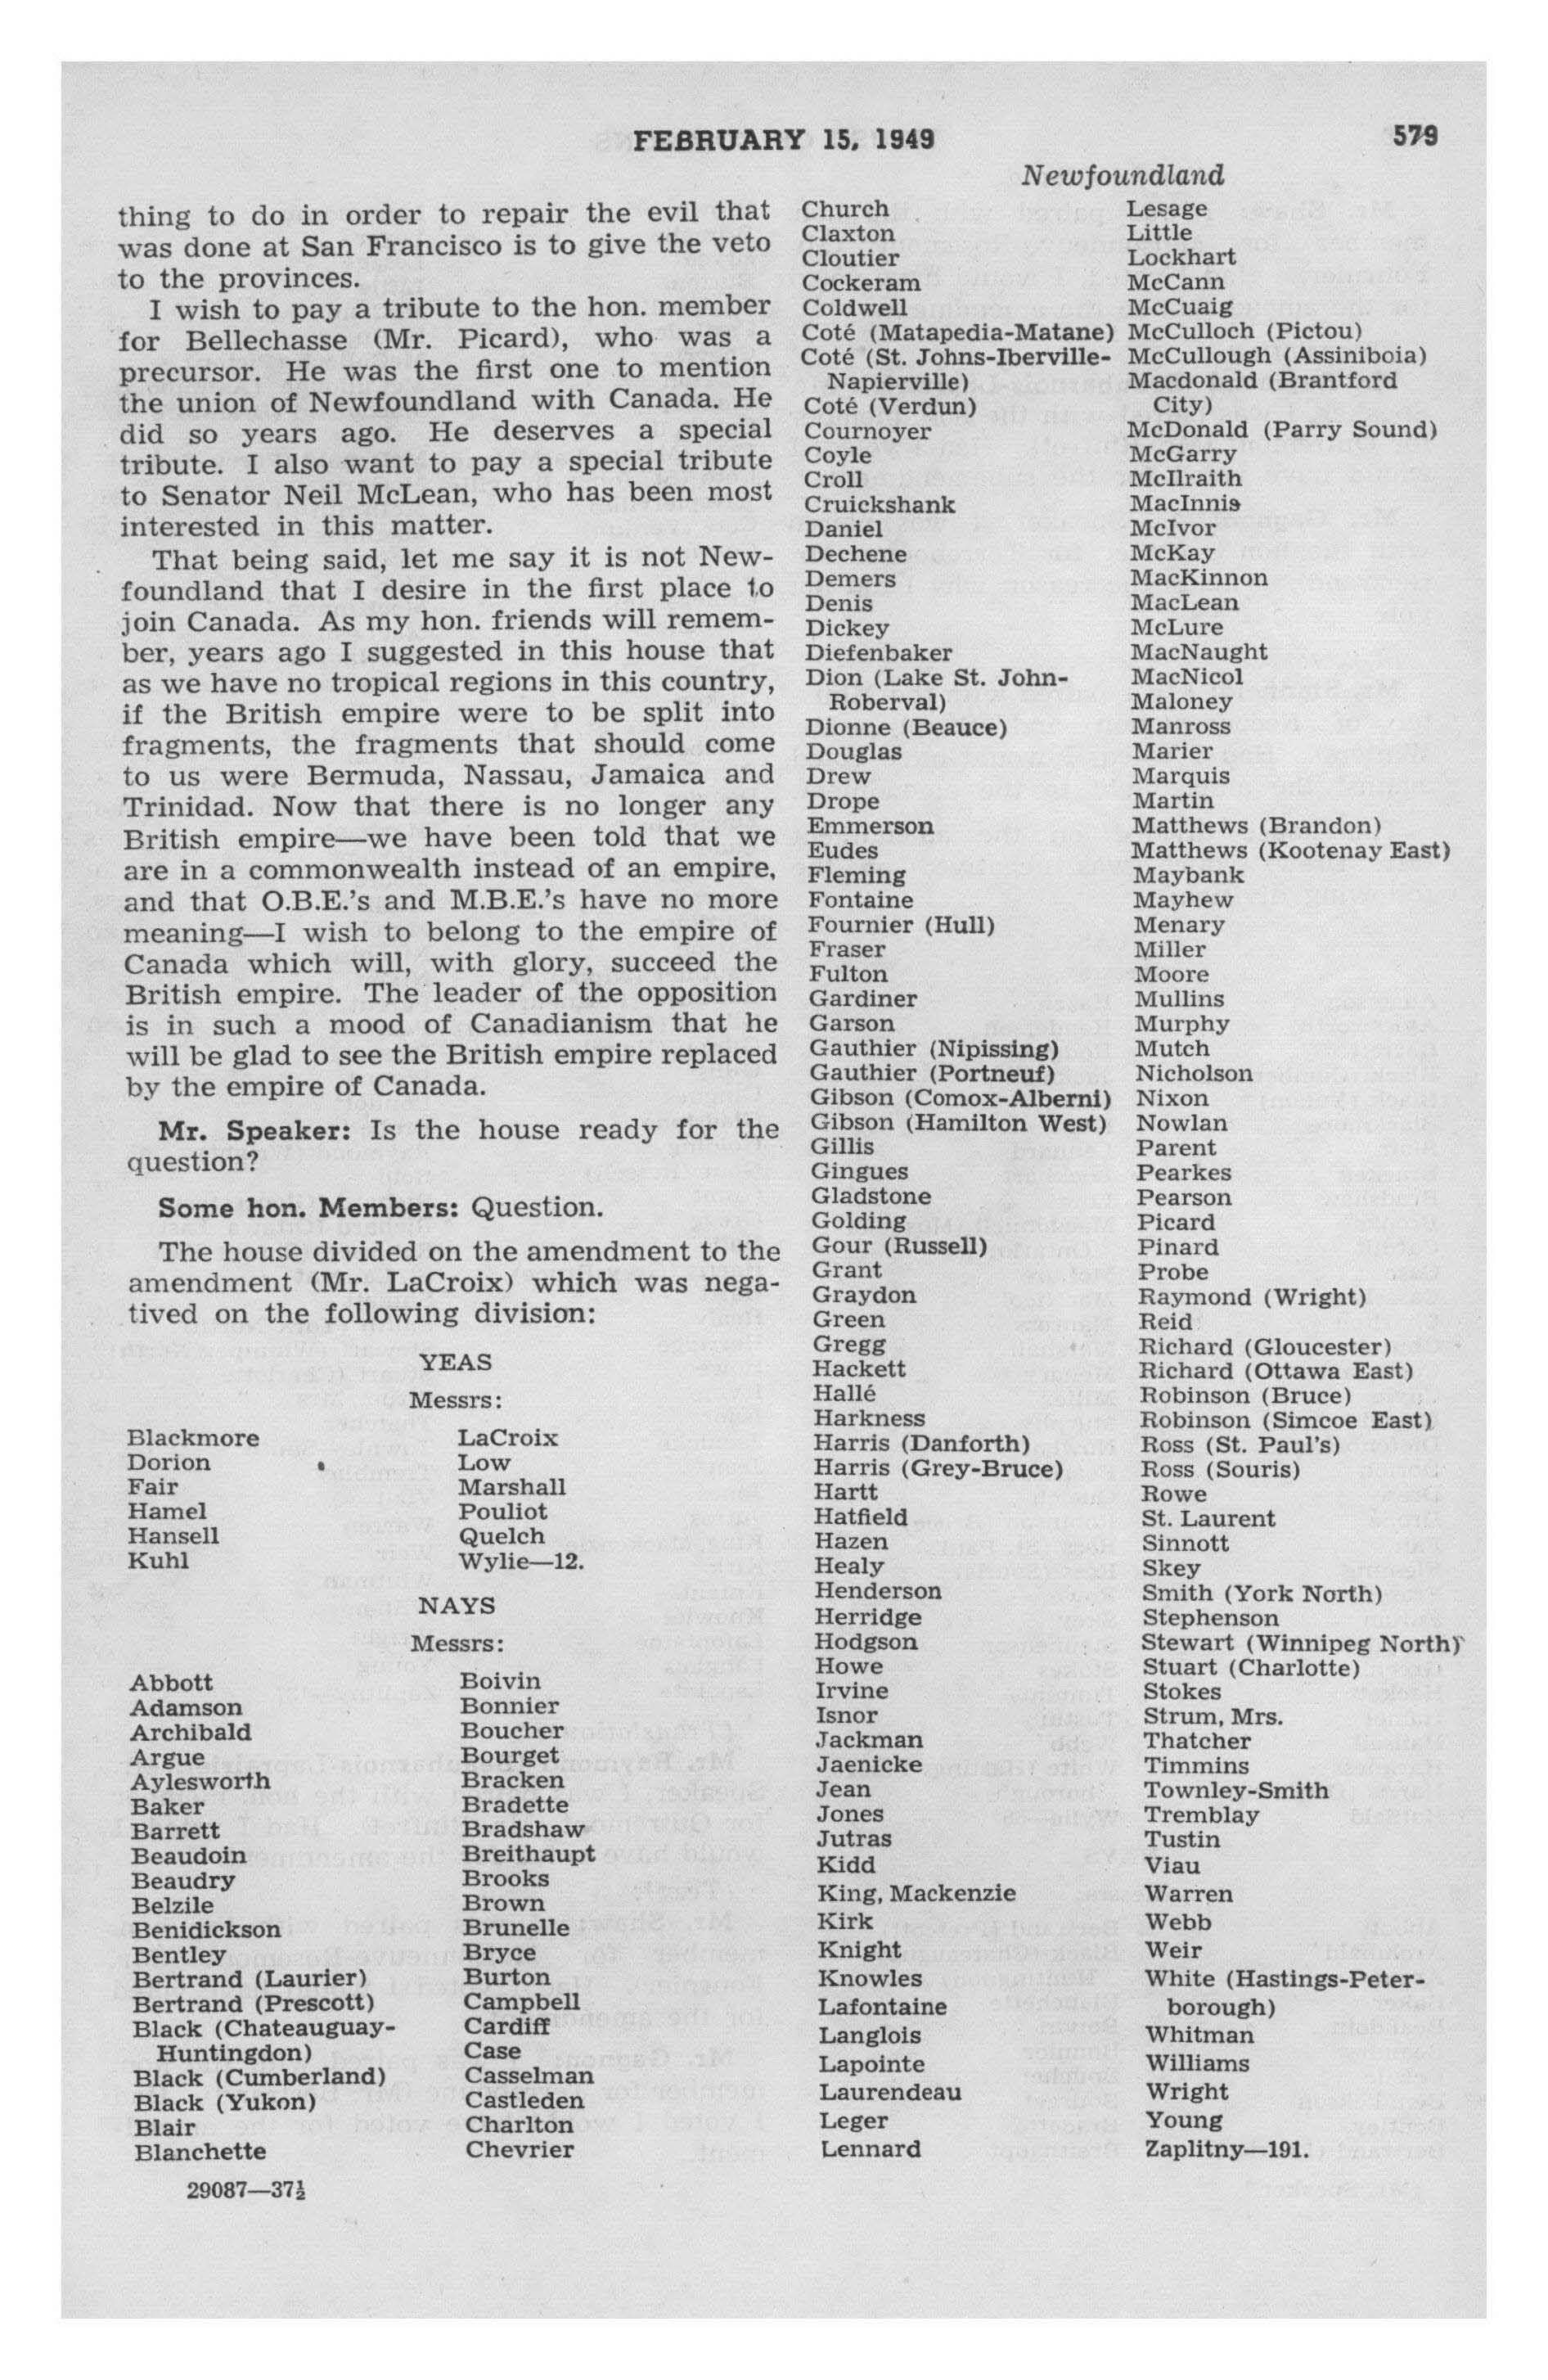 FEBRUARY 15, 1949
579
Newfoundland
thing to do in order to repair the evil that
was done at San Francisco is to give the veto
to the provinces.
I wish to pay a tribute to the hon. member
for Bellechasse (Mr. Picard), who was a
precursor. He was the first one to mention
the union of Newfoundland with Canada. He
did so years ago. He deserves a special
tribute. I also want to pay a special tribute
to Senator Neil McLean, who has been most
interested in this matter.
That being said, let me say it is not New-
foundland that I desire in the first place to
join Canada. As my hon. friends will remem-
ber, years ago I suggested in this house that
as we have no tropical regions in this country,
if the British empire were to be split into
fragments, the fragments that should come
to us were Bermuda, Nassau, Jamaica and
Trinidad. Now that there is no longer any
British empire—we have been told that we
are in a commonwealth instead of an empire,
and that O.B.E.'s and M.B.E.'s have no more
meaning—I wish to belong to the empire of
Canada which will, with glory, succeed the
British empire. The leader of the opposition
is in such a mood of Canadianism that he
will be glad to see the British empire replaced
by the empire of Canada.
Mr. Speaker: Is the house ready for the
question?
Some hon. Members: Question.
The house divided on the amendment to the
amendment (Mr. LaCroix) which was nega-
tived on the following division:
YEAS
Messrs:
Blackmore
Dorion
Fair
Hamel
Hansell
Kuhl
LaCroix
Low
Marshall
Pouliot
Quelch
Wylie—12.
NAYS
Messrs:
Abbott
Adamson
Archibald
Argue
Aylesworth
Baker
Barrett
Beaudoin
Beaudry
Belzile
Benidickson
Bentley
Bertrand (Laurier)
Bertrand (Prescott)
Black (Chateauguay-
Huntingdon)
Black (Cumberland)
Black (Yukon)
Blair
Blanchette
Boivin
Bonnier
Boucher
Bourget
Bracken
Bradette
Bradshaw
Breithaupt
Brooks
Brown
Brunelle
Bryce
Burton
Campbell
Cardiff
Case
Casselman
Castleden
Charlton
Chevrier
29087—37½
Church
Claxton
Cloutier
Cockeram
Coldwell
Coté (Matapedia-Matane)
Coté (St. Johns-Iberville-
Napierville)
Coté (Verdun)
Cournoyer
Coyle
Croll
Cruickshank
Daniel
Dechene
Demers
Denis
Dickey
Diefenbaker
Dion (Lake St. John-
Roberval)
Dionne (Beauce)
Douglas
Drew
Drope
Emmerson
Eudes
Fleming
Fontaine
Fournier (Hull)
Fraser
Fulton
Gardiner
Garson
Gauthier (Nipissing)
Gauthier (Portneuf)
Gibson (Comox-Alberni)
Gibson (Hamilton West)
Gillis
Gingues
Gladstone
Golding
Gour (Russell)
Grant
Graydon
Green
Gregg
Hackett
Hallé
Harkness
Harris (Danforth)
Harris (Grey-Bruce)
Hartt
Hatfield
Hazen
Healy
Henderson
Herridge
Hodgson
Howe
Irvine
Isnor
Jackman
Jaenicke
Jean
Jones
Jutras
Kidd
King, Mackenzie
Kirk
Knight
Knowles
Lafontaine
Langlois
Lapointe
Laurendeau
Leger
Lennard
Lesage
Little
Lockhart
McCann
McCuaig
McCulloch (Pictou)
McCullough (Assiniboia)
Macdonald (Brantford
City)
McDonald (Parry Sound)
McGarry
McIlraith
MacInnis
McIvor
McKay
MacKinnon
MacLean
McLure
MacNaught
MacNicol
Maloney
Manross
Marier
Marquis
Martin
Matthews (Brandon)
Matthews (Kootenay East)
Maybank
Mayhew
Menary
Miller
Moore
Mullins
Murphy
Mutch
Nicholson
Nixon
Nowlan
Parent
Pearkes
Pearson
Picard
Pinard
Probe
Raymond (Wright)
Reid
Richard (Gloucester)
Richard (Ottawa East)
Robinson (Bruce)
Robinson (Simcoe East)
Ross (St. Paul's)
Ross (Souris)
Rowe
St. Laurent
Sinnott
Skey
Smith (York North)
Stephenson
Stewart (Winnipeg North)
Stuart (Charlotte)
Stokes
Strum, Mrs.
Thatcher
Timmins
Townley-Smith
Tremblay
Tustin
Viau
Warren
Webb
Weir
White (Hastings-Peter-
borough)
Whitman
Williams
Wright
Young
Zaplitny—191.